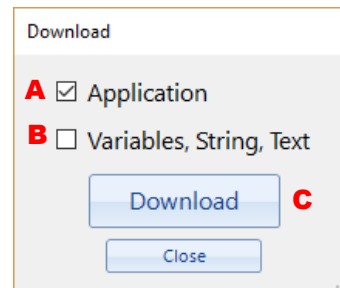 Download
A Application
B Variables, String, Text
Download C
Close